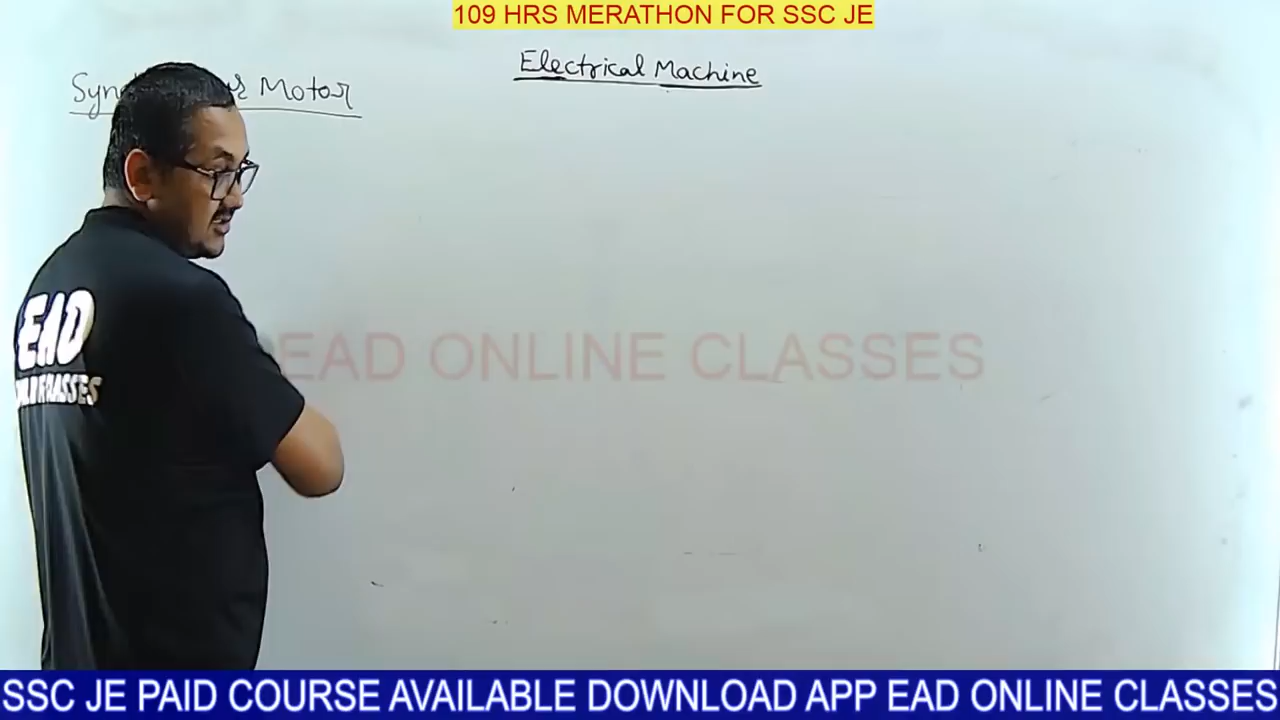 109 HRS MERATHON FOR SSC JE
Electrical Machine
Motor
EAD
EAD ONLINE CLASSES
SSC JE PAID COURSE AVAILABLE DOWNLOAD APP EAD ONLINE CLASSES